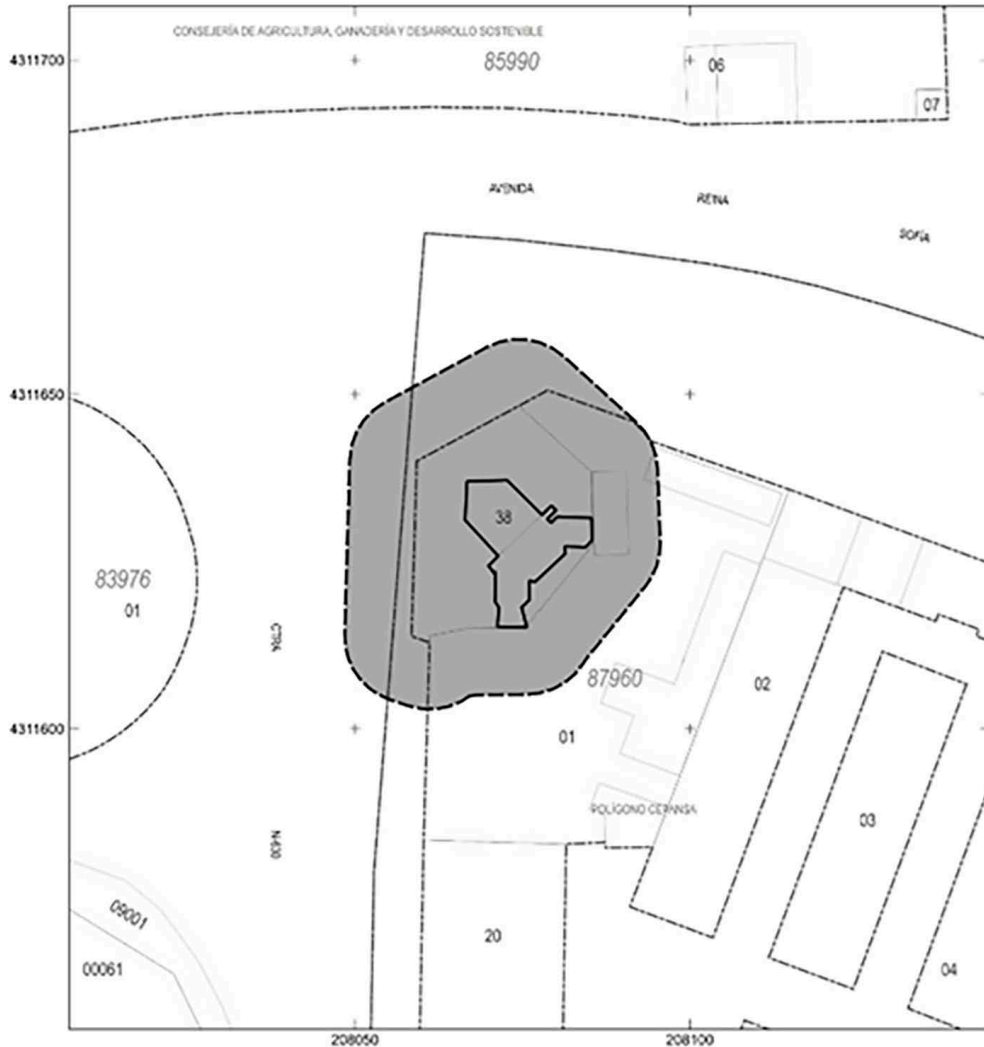 CONSEJERÍA DE AGRICULTURA, GANADERÍA Y DESARROLLO SOSTENIBLE
4311700
85990
06
07
AVENIDA
REINA
SOFÍA
4311650
38
83976
01
CTRA
87960
02
4311600
01
POLÍGONO CEPANSA
03
N-630
09001
20
00061
04
208050
208100